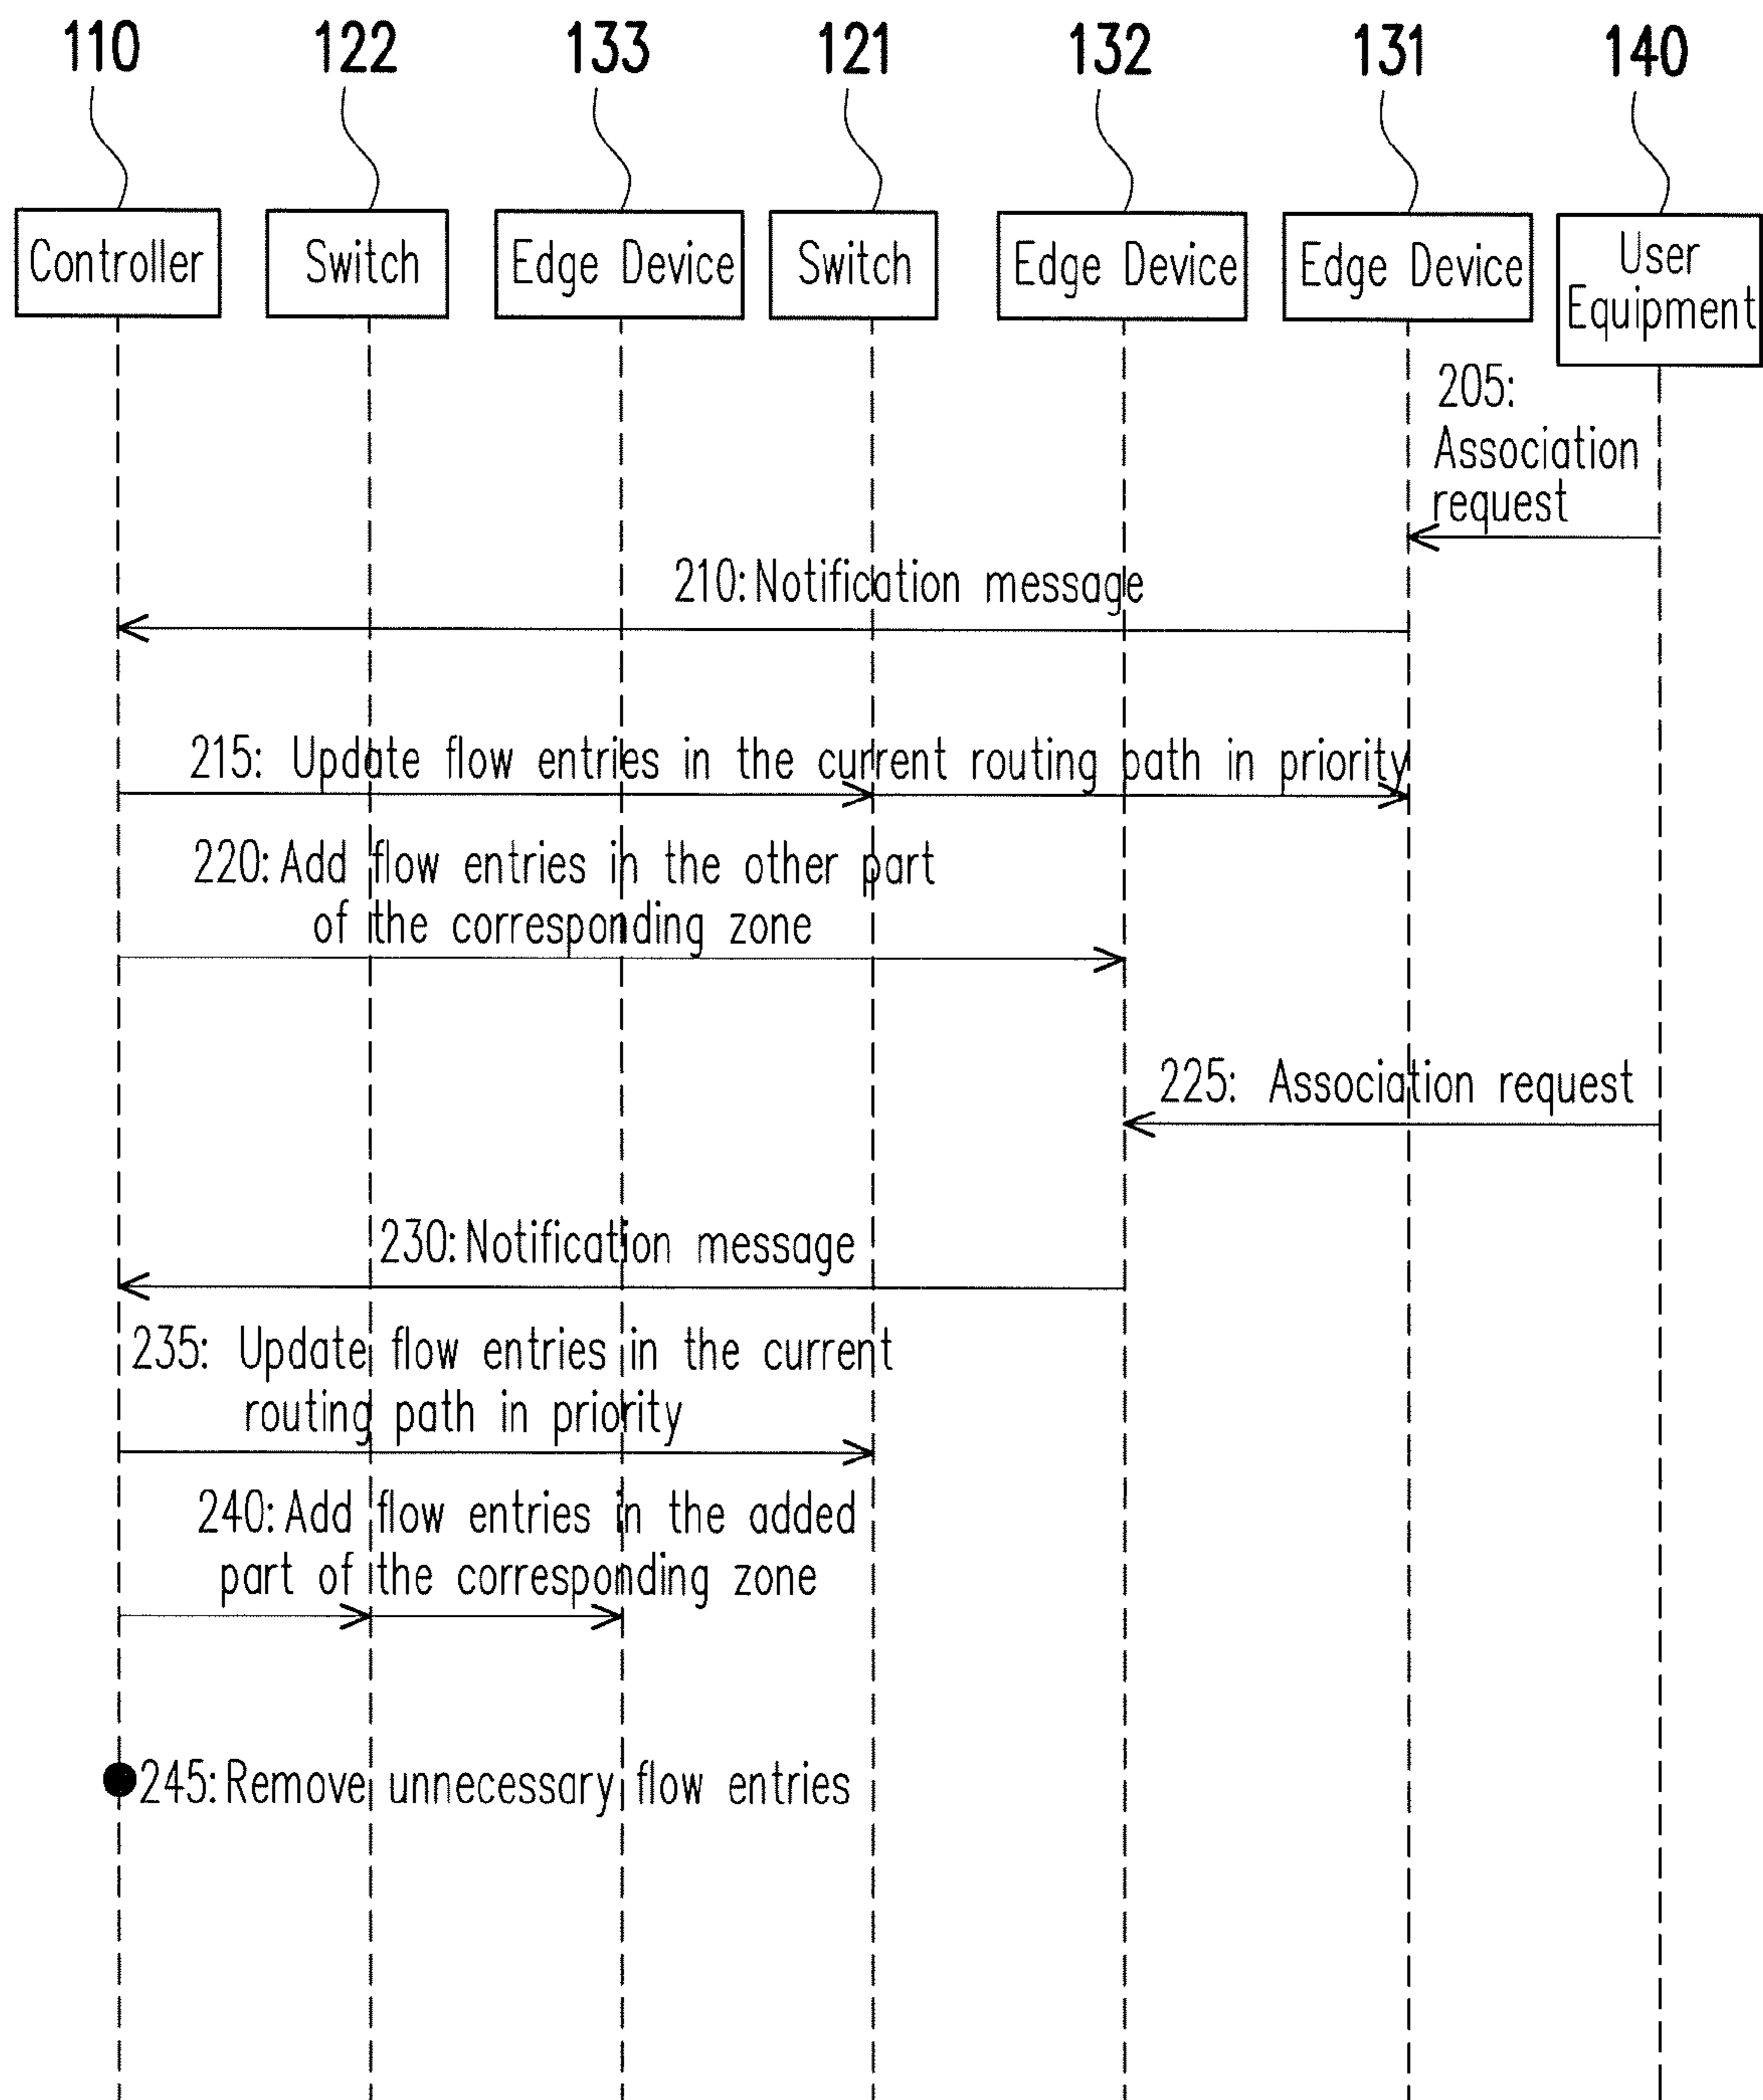 110 122 133 121 132 131 140
Controller Switch Edge Device Switch Edge Device Edge Device User
Equipment
205:
Association
request
210: Notification message
215: Update flow entries in the current routing path in priority
220: Add flow entries in the other part
of the corresponding zone
225: Association request
230: Notification message
235: Update flow entries in the current
routing path in priority
240: Add flow entries in the added
part of the corresponding zone
245: Remove unnecessary flow entries